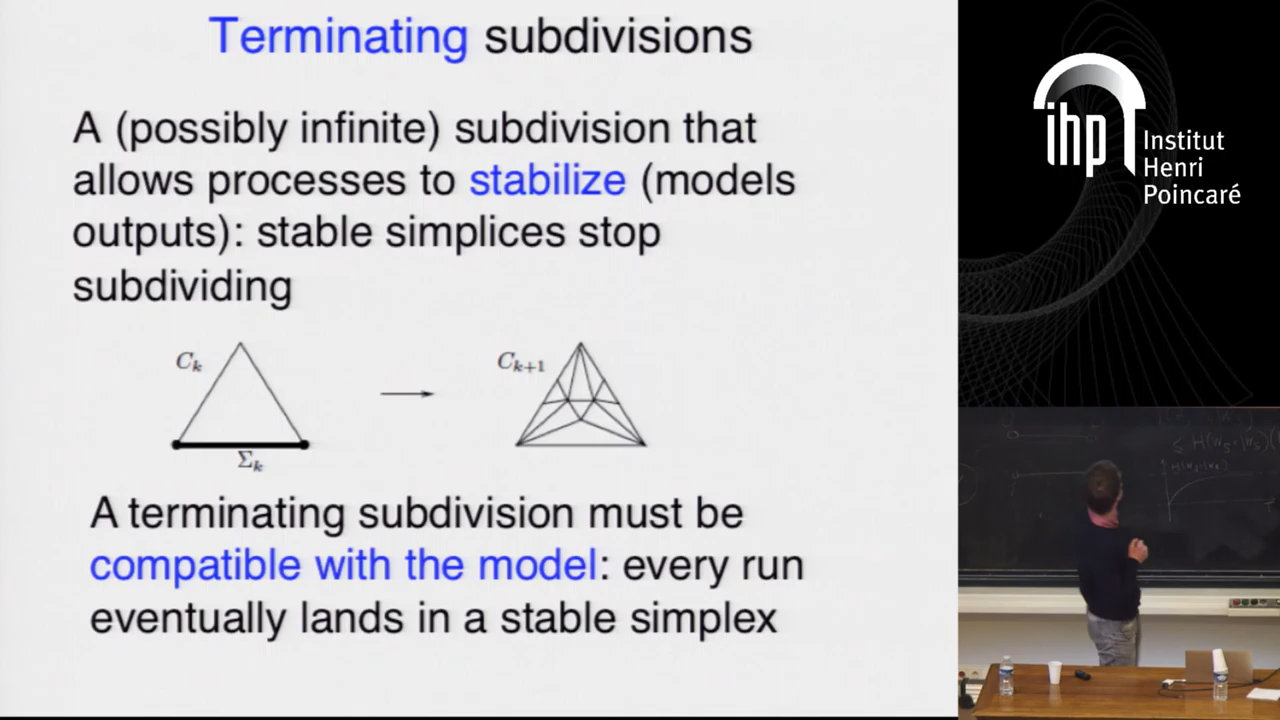 Terminating subdivisions
A (possibly infinite) subdivision that
allows processes to stabilize (models
outputs): stable simplices stop
subdividing
C_k
C_{k+1}
Σ_k
A terminating subdivision must be
compatible with the model: every run
eventually lands in a stable simplex
ihp
Institut
Henri
Poincaré